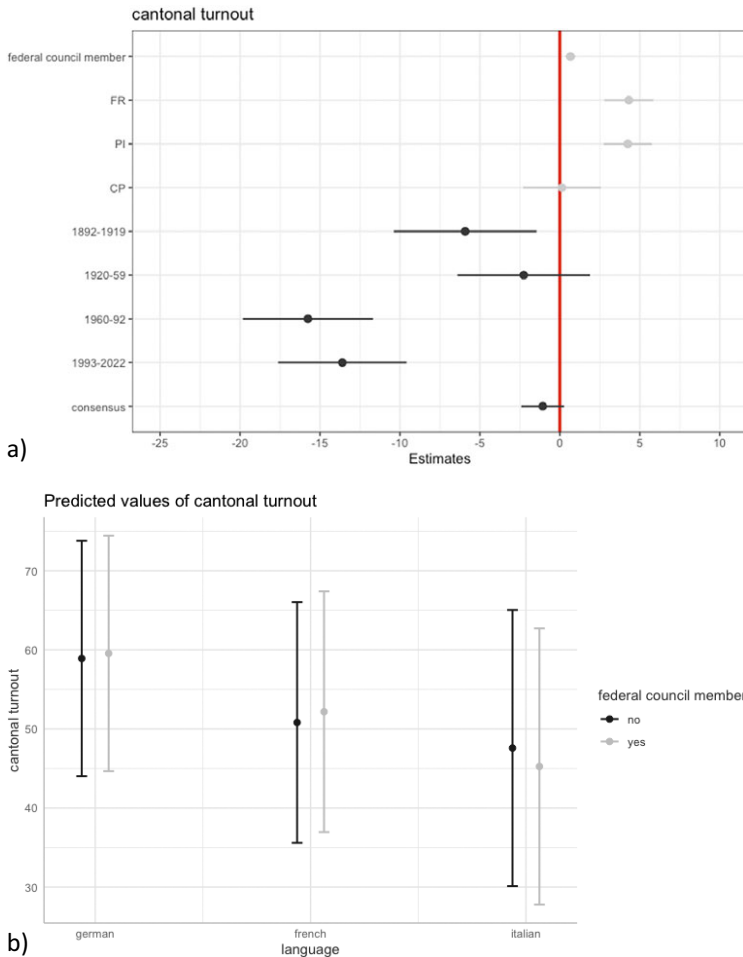 cantonal turnout
federal council member
FR
PI
CP
1892-1919
1920-59
1960-92
1993-2022
consensus
-25 -20 -15 -10 -5 0 5 10
Estimates
a)
Predicted values of cantonal turnout
70
60
50
40
30
cantonal turnout
german french italian
language
federal council member
no
yes
b)